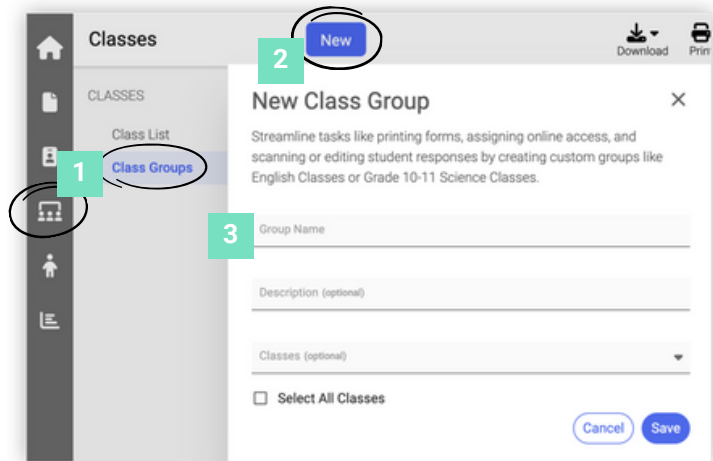 Classes
New
Download
2
CLASSES
New Class Group
Class List
Streamline tasks like printing forms, assigning online access, and
scanning or editing student responses by creating custom groups like
English Classes or Grade 10-11 Science Classes.
1
Class Groups
3
Group Name
Description (optional)
Classes (optional)
Select All Classes
Cancel
Save